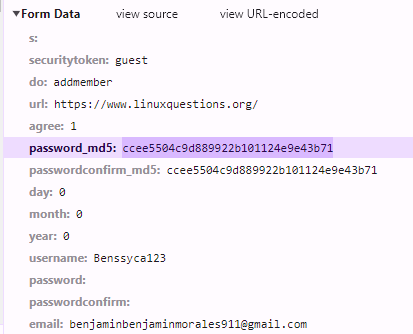 ▼Form Data view source view URL-encoded
s:
securitytoken: guest
do: addmember
url: https://www.linuxquestions.org/
agree: 1
password_md5: ccee5504c9d889922b101124e9e43b71
passwordconfirm_md5: ccee5504c9d889922b101124e9e43b71
day: 0
month: 0
year: 0
username: Benssyca123
password:
passwordconfirm:
email: benjaminbenjaminmorales911@gmail.com